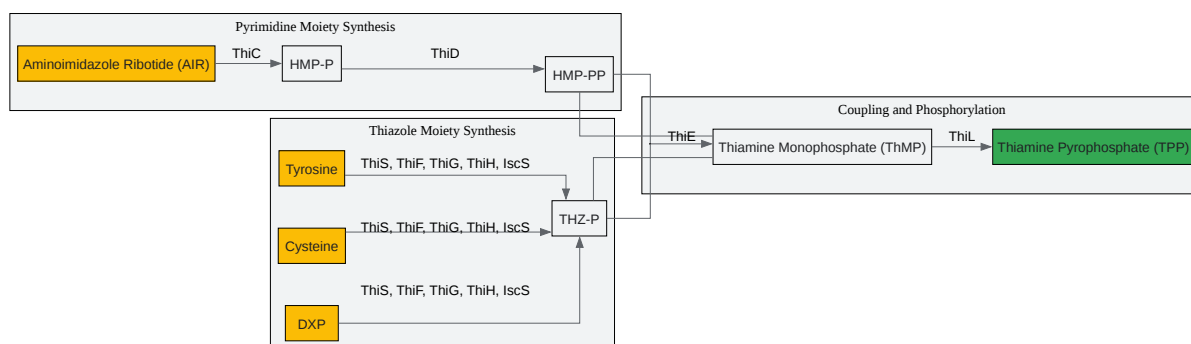 Pyrimidine Moiety Synthesis
Aminoimidazole Ribotide (AIR)
ThiC
HMP-P
ThiD
HMP-PP
Thiazole Moiety Synthesis
Tyrosine
ThiS, ThiF, ThiG, ThiH, IscS
Cysteine
ThiS, ThiF, ThiG, ThiH, IscS
THZ-P
DXP
ThiS, ThiF, ThiG, ThiH, IscS
Coupling and Phosphorylation
ThiE
Thiamine Monophosphate (ThMP)
ThiL
Thiamine Pyrophosphate (TPP)